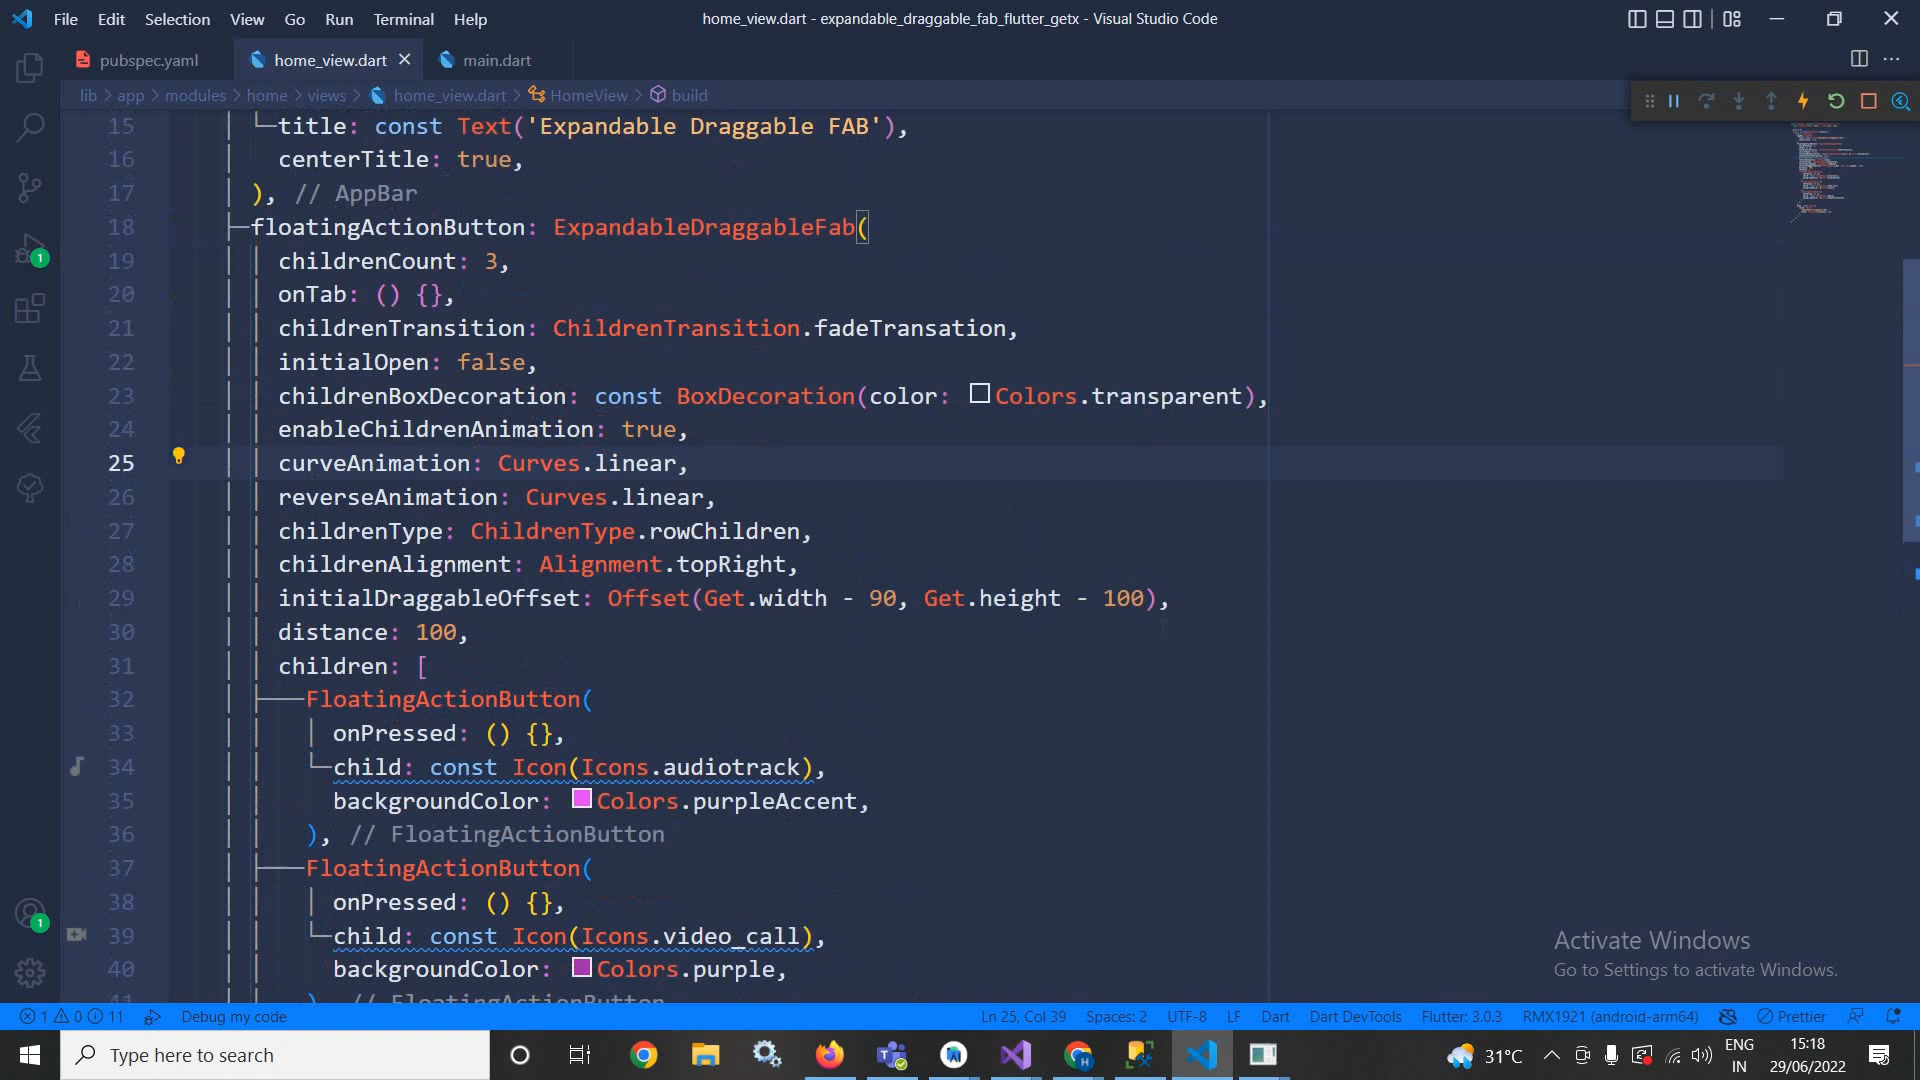 File Edit Selection View Go Run Terminal Help
home_view.dart - expandable_draggable_fab_flutter_getx - Visual Studio Code
pubspec.yaml
home_view.dart
main.dart
lib > app > modules > home > views > home_view.dart > HomeView > build
15 title: const Text('Expandable Draggable FAB'),
16 centerTitle: true,
17 ), // AppBar
18 floatingActionButton: ExpandableDraggableFab(
19 childrenCount: 3,
20 onTab: () {},
21 childrenTransition: ChildrenTransition.fadeTransation,
22 initialOpen: false,
23 childrenBoxDecoration: const BoxDecoration(color: Colors.transparent),
24 enableChildrenAnimation: true,
25 curveAnimation: Curves.linear,
26 reverseAnimation: Curves.linear,
27 childrenType: ChildrenType.rowChildren,
28 childrenAlignment: Alignment.topRight,
29 initialDraggableOffset: Offset(Get.width - 90, Get.height - 100),
30 distance: 100,
31 children: [
32 FloatingActionButton(
33 onPressed: () {},
34 child: const Icon(Icons.audiotrack),
35 backgroundColor: Colors.purpleAccent,
36 ), // FloatingActionButton
37 FloatingActionButton(
38 onPressed: () {},
39 child: const Icon(Icons.video_call),
40 backgroundColor: Colors.purple,
41 ), // FloatingActionButton
1
1
Activate Windows
Go to Settings to activate Windows.
1 0 11 Debug my code
Ln 25, Col 39 Spaces: 2 UTF-8 LF Dart Dart DevTools Flutter: 3.0.3 RMX1921 (android-arm64) Prettier
Type here to search
31°C
ENG
IN
15:18
29/06/2022